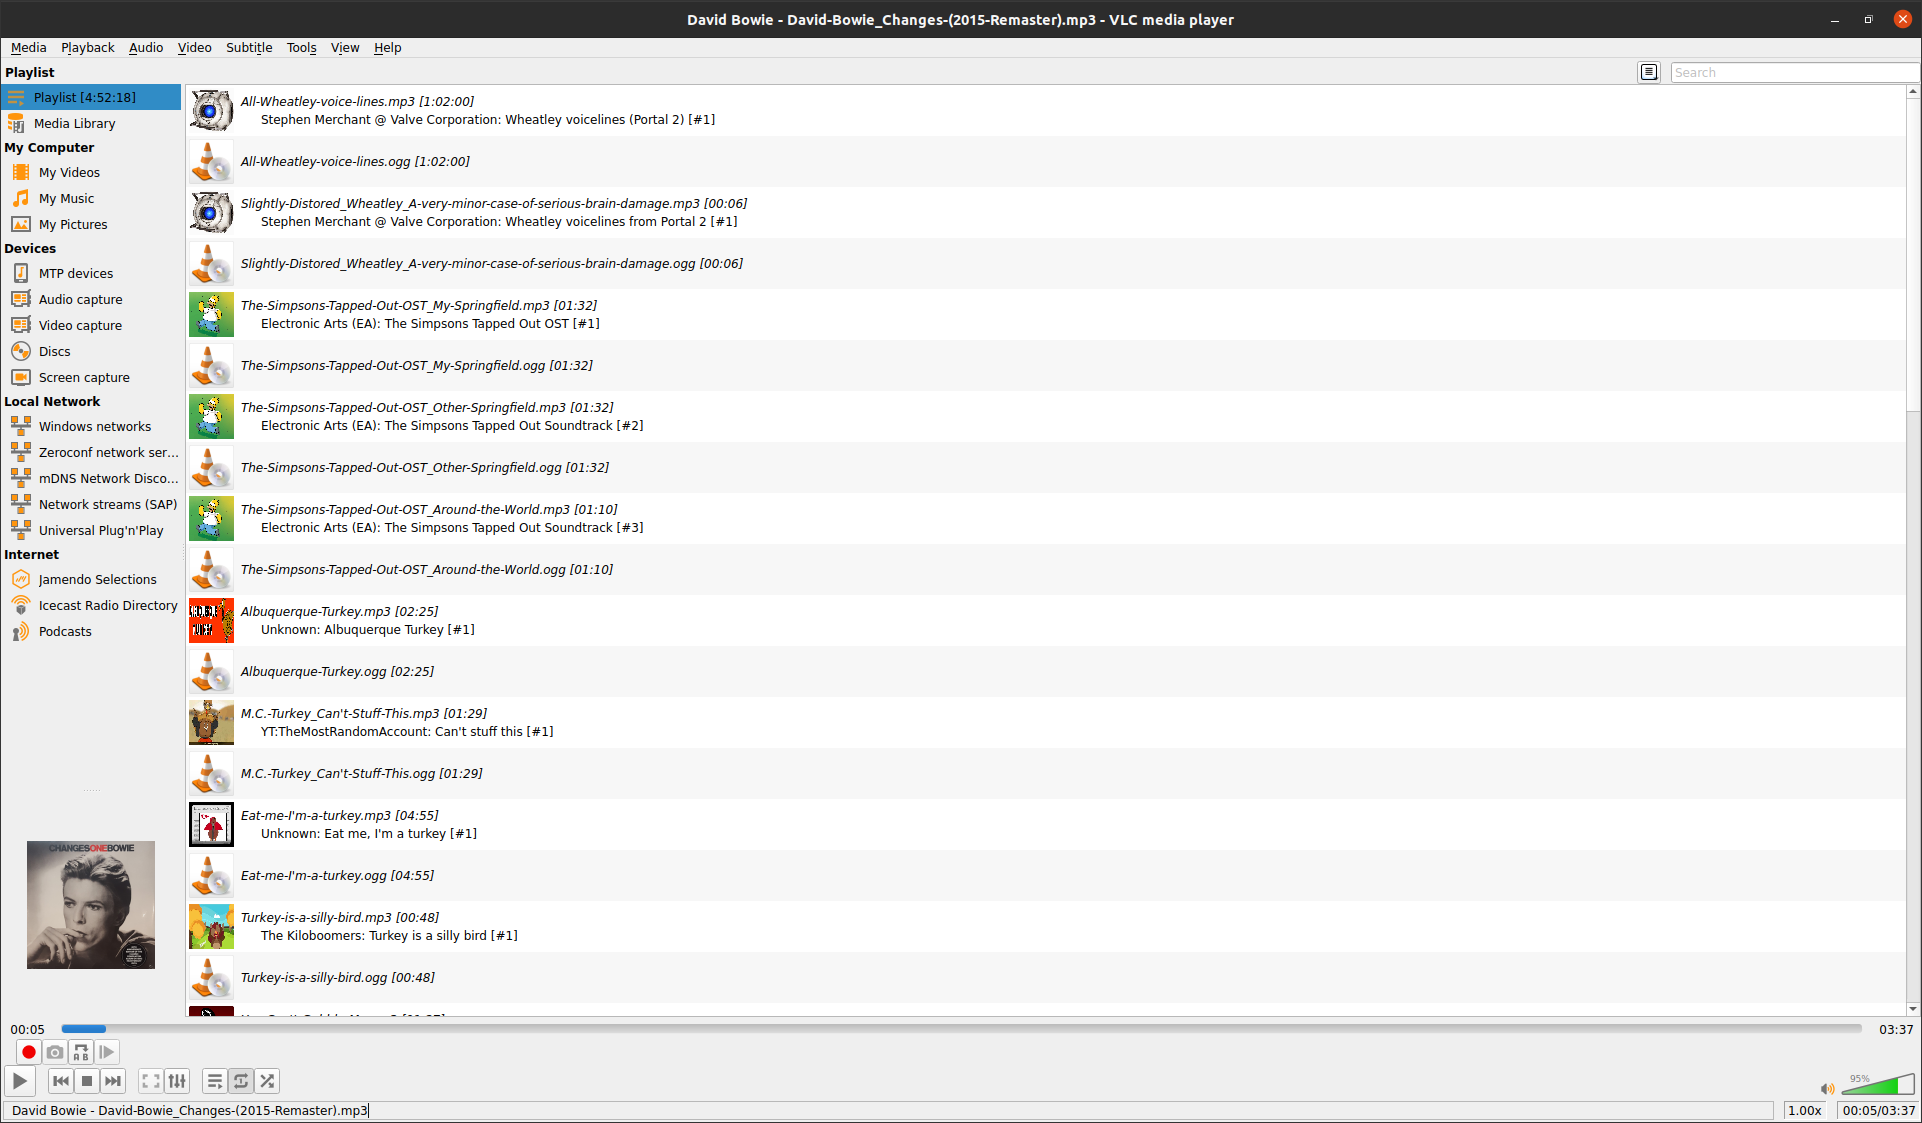 David Bowie - David-Bowie_Changes-(2015-Remaster).mp3 - VLC media player
Media Playback Audio Video Subtitle Tools View Help
Playlist
Search
Playlist [4:52:18]
Media Library
My Computer
My Videos
My Music
My Pictures
Devices
MTP devices
Audio capture
Video capture
Discs
Screen capture
Local Network
Windows networks
Zeroconf network ser...
mDNS Network Disco...
Network streams (SAP)
Universal Plug'n'Play
Internet
Jamendo Selections
Icecast Radio Directory
Podcasts
CHANGESONEBOWIE
All-Wheatley-voice-lines.mp3 [1:02:00]
Stephen Merchant @ Valve Corporation: Wheatley voicelines (Portal 2) [#1]
All-Wheatley-voice-lines.ogg [1:02:00]
Slightly-Distored_Wheatley_A-very-minor-case-of-serious-brain-damage.mp3 [00:06]
Stephen Merchant @ Valve Corporation: Wheatley voicelines from Portal 2 [#1]
Slightly-Distored_Wheatley_A-very-minor-case-of-serious-brain-damage.ogg [00:06]
The-Simpsons-Tapped-Out-OST_My-Springfield.mp3 [01:32]
Electronic Arts (EA): The Simpsons Tapped Out OST [#1]
The-Simpsons-Tapped-Out-OST_My-Springfield.ogg [01:32]
The-Simpsons-Tapped-Out-OST_Other-Springfield.mp3 [01:32]
Electronic Arts (EA): The Simpsons Tapped Out Soundtrack [#2]
The-Simpsons-Tapped-Out-OST_Other-Springfield.ogg [01:32]
The-Simpsons-Tapped-Out-OST_Around-the-World.mp3 [01:10]
Electronic Arts (EA): The Simpsons Tapped Out Soundtrack [#3]
The-Simpsons-Tapped-Out-OST_Around-the-World.ogg [01:10]
Albuquerque-Turkey.mp3 [02:25]
Unknown: Albuquerque Turkey [#1]
Albuquerque-Turkey.ogg [02:25]
M.C.-Turkey_Can't-Stuff-This.mp3 [01:29]
YT:TheMostRandomAccount: Can't stuff this [#1]
M.C.-Turkey_Can't-Stuff-This.ogg [01:29]
Eat-me-I'm-a-turkey.mp3 [04:55]
Unknown: Eat me, I'm a turkey [#1]
Eat-me-I'm-a-turkey.ogg [04:55]
Turkey-is-a-silly-bird.mp3 [00:48]
The Kiloboomers: Turkey is a silly bird [#1]
Turkey-is-a-silly-bird.ogg [00:48]
00:05
03:37
A B
95%
David Bowie - David-Bowie_Changes-(2015-Remaster).mp3
1.00x
00:05/03:37